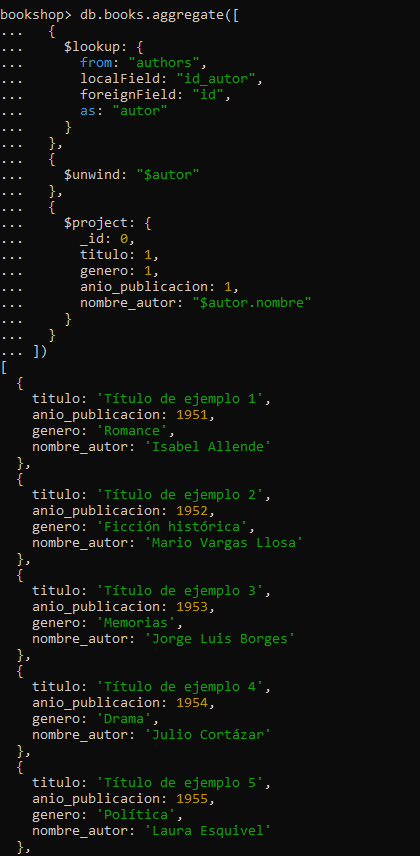 bookshop> db.books.aggregate([
...   {
...     $lookup: {
...       from: "authors",
...       localField: "id_autor",
...       foreignField: "id",
...       as: "autor"
...     }
...   },
...   {
...     $unwind: "$autor"
...   },
...   {
...     $project: {
...       _id: 0,
...       titulo: 1,
...       genero: 1,
...       anio_publicacion: 1,
...       nombre_autor: "$autor.nombre"
...     }
...   }
... ])
[
  {
    titulo: 'Título de ejemplo 1',
    anio_publicacion: 1951,
    genero: 'Romance',
    nombre_autor: 'Isabel Allende'
  },
  {
    titulo: 'Título de ejemplo 2',
    anio_publicacion: 1952,
    genero: 'Ficción histórica',
    nombre_autor: 'Mario Vargas Llosa'
  },
  {
    titulo: 'Título de ejemplo 3',
    anio_publicacion: 1953,
    genero: 'Memorias',
    nombre_autor: 'Jorge Luis Borges'
  },
  {
    titulo: 'Título de ejemplo 4',
    anio_publicacion: 1954,
    genero: 'Drama',
    nombre_autor: 'Julio Cortázar'
  },
  {
    titulo: 'Título de ejemplo 5',
    anio_publicacion: 1955,
    genero: 'Política',
    nombre_autor: 'Laura Esquivel'
  },